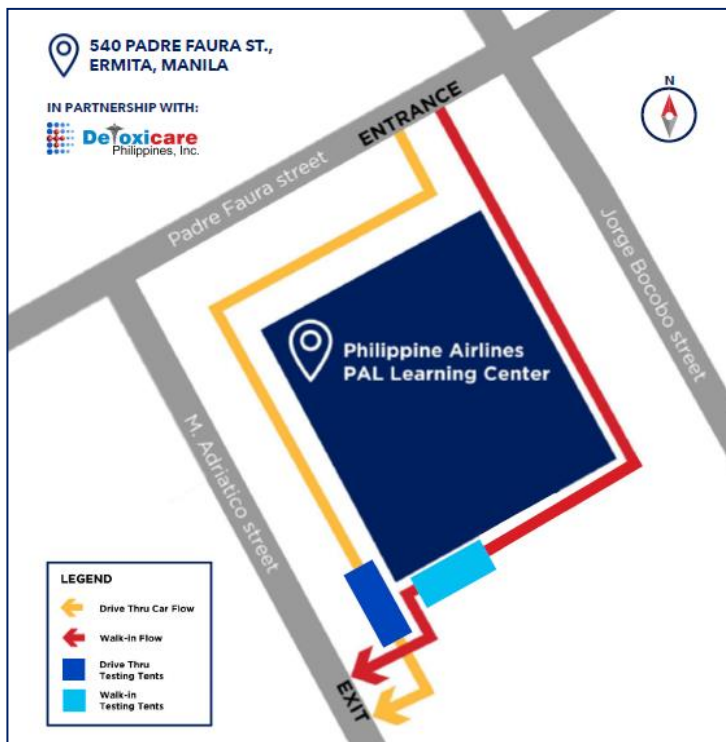 540 PADRE FAURA ST.,
ERMITA, MANILA
N
IN PARTNERSHIP WITH:
DeToxicare
Philippines, Inc.
ENTRANCE
Padre Faura street
Jorge Bocobo street
Philippine Airlines
PAL Learning Center
M. Adriatico street
LEGEND
Drive Thru Car Flow
Walk-in Flow
Drive Thru
Testing Tents
Walk-in
Testing Tents
EXIT